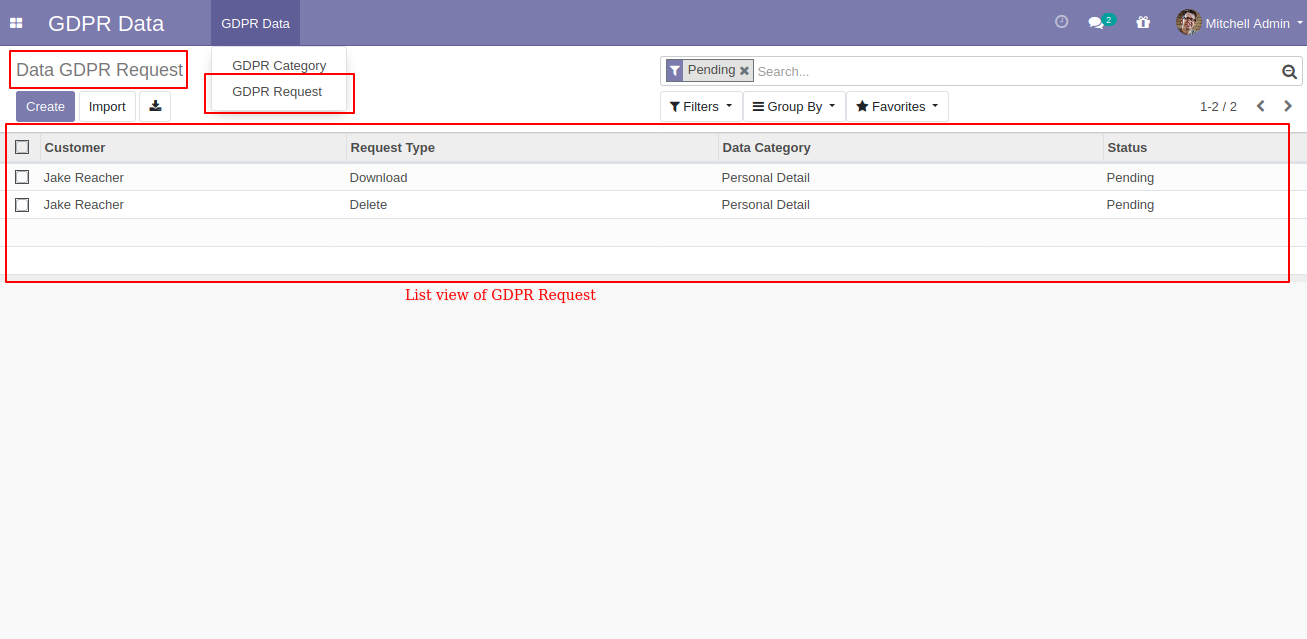 GDPR Data GDPR Data 2 Mitchell Admin
Data GDPR Request
GDPR Category
GDPR Request
Pending Search...
Create Import
Filters Group By Favorites 1-2 / 2
Customer Request Type Data Category Status
Jake Reacher Download Personal Detail Pending
Jake Reacher Delete Personal Detail Pending
List view of GDPR Request